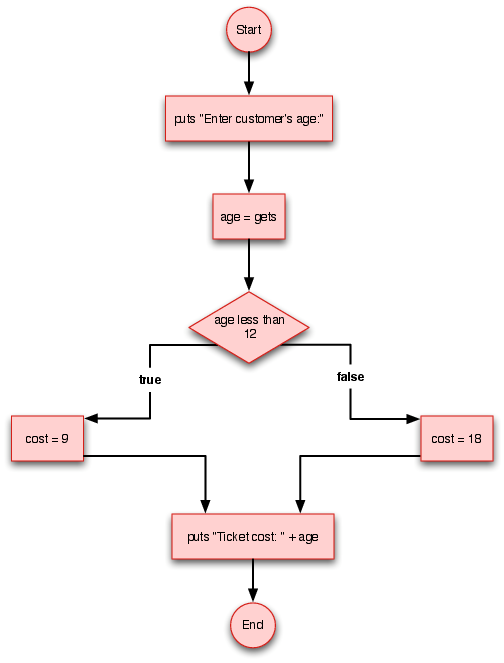 Start
puts "Enter customer's age:"
age = gets
age less than
12
true
false
cost = 9
cost = 18
puts "Ticket cost: " + age
End